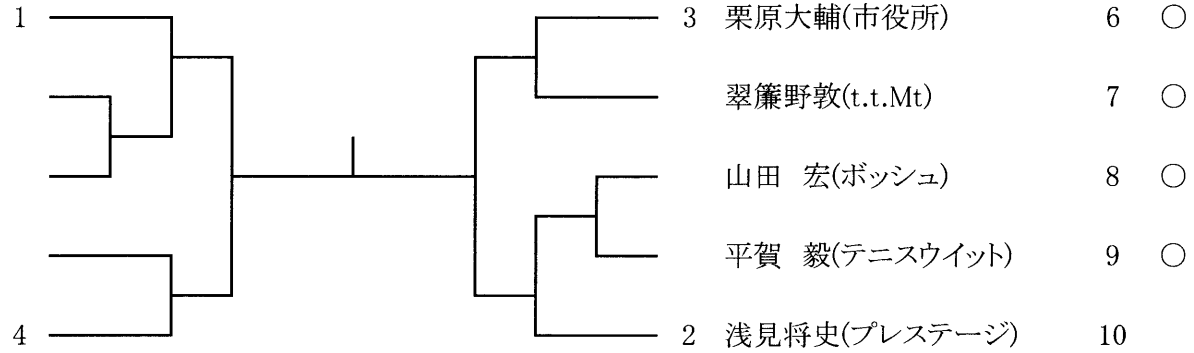 1 3 栗原大輔(市役所) 6 ○
翠簾野敦(t.t.Mt) 7 ○
山田　宏(ボッシュ) 8 ○
平賀　毅(テニスウイット) 9 ○
4 2 浅見将史(プレステージ) 10